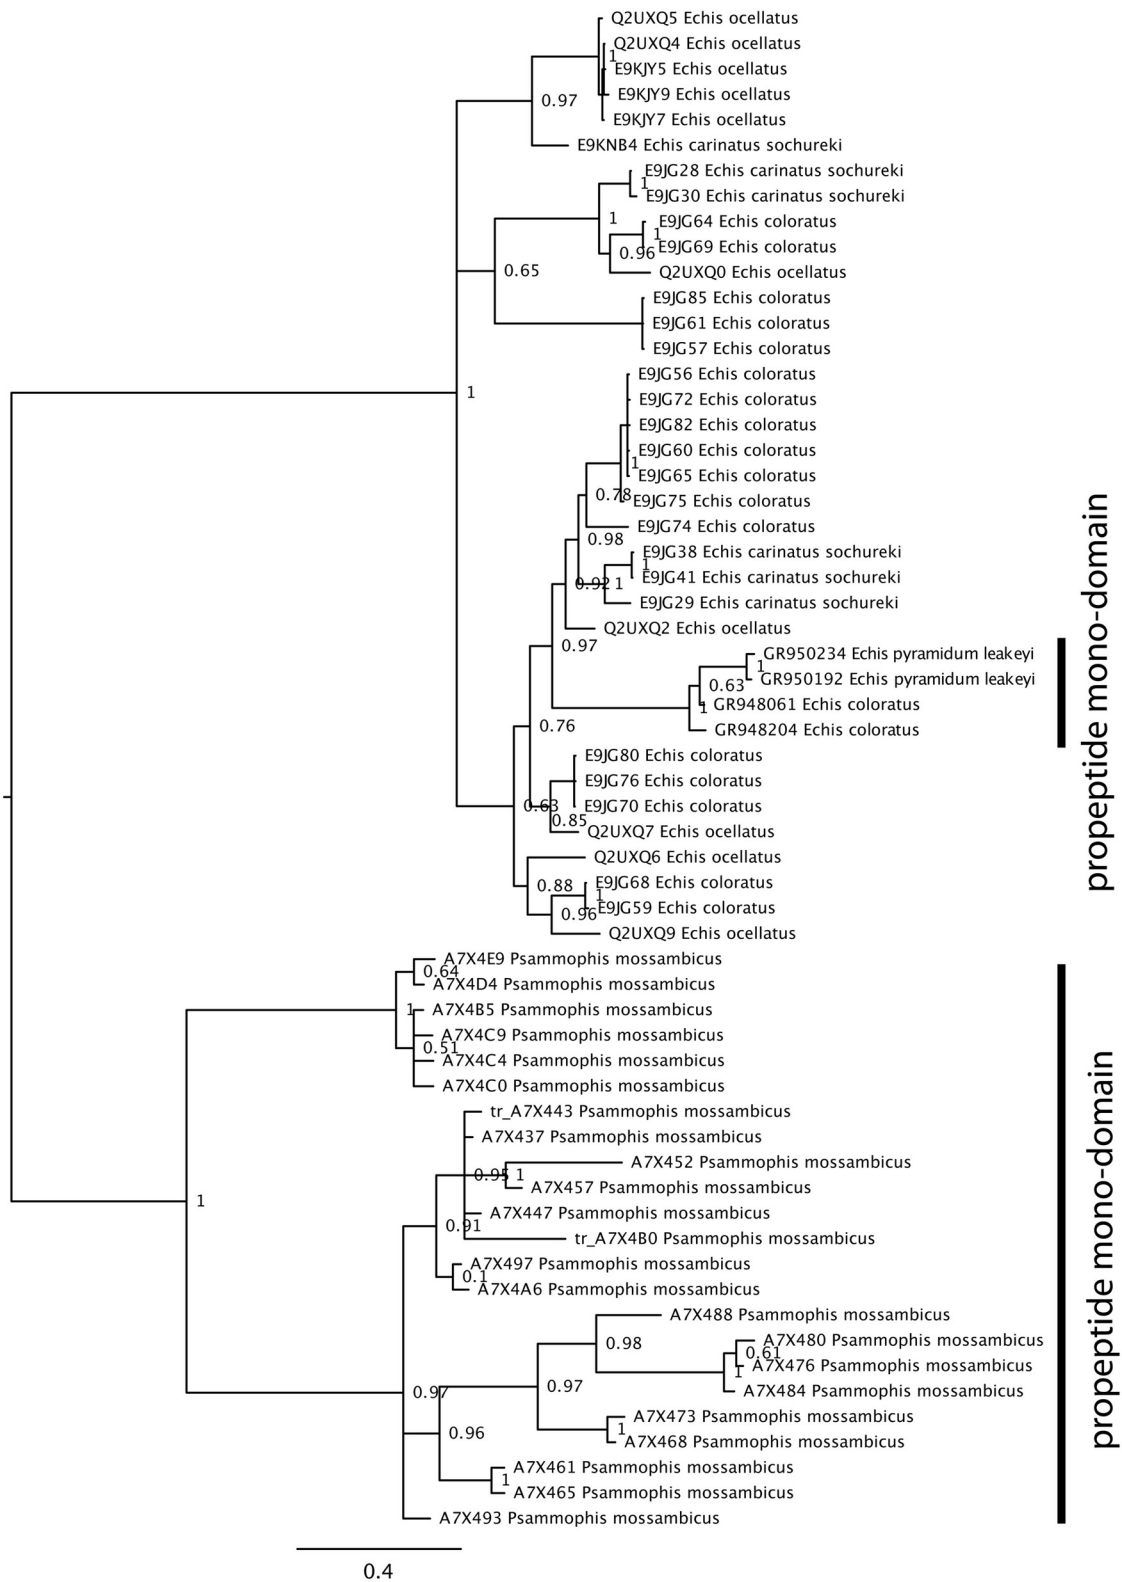 Q2UXQ5 Echis ocellatus
Q2UXQ4 Echis ocellatus
1
E9KJY5 Echis ocellatus
E9KJY9 Echis ocellatus
0.97
E9KJY7 Echis ocellatus
E9KNB4 Echis carinatus sochureki
E9JG28 Echis carinatus sochureki
1
E9JG30 Echis carinatus sochureki
1
E9JG64 Echis coloratus
1
E9JG69 Echis coloratus
0.96
Q2UXQ0 Echis ocellatus
0.65
E9JG85 Echis coloratus
E9JG61 Echis coloratus
E9JG57 Echis coloratus
E9JG56 Echis coloratus
1
E9JG72 Echis coloratus
E9JG82 Echis coloratus
E9JG60 Echis coloratus
1
E9JG65 Echis coloratus
0.78
E9JG75 Echis coloratus
E9JG74 Echis coloratus
0.98
E9JG38 Echis carinatus sochureki
1
E9JG41 Echis carinatus sochureki
0.92
1
E9JG29 Echis carinatus sochureki
Q2UXQ2 Echis ocellatus
0.97
GR950234 Echis pyramidum leakeyi
1
GR950192 Echis pyramidum leakeyi
0.63
GR948061 Echis coloratus
1
GR948204 Echis coloratus
0.76
propeptide mono-domain
E9JG80 Echis coloratus
E9JG76 Echis coloratus
E9JG70 Echis coloratus
0.63
0.85
Q2UXQ7 Echis ocellatus
Q2UXQ6 Echis ocellatus
E9JG68 Echis coloratus
0.88
1
E9JG59 Echis coloratus
0.96
Q2UXQ9 Echis ocellatus
A7X4E9 Psammophis mossambicus
0.64
A7X4D4 Psammophis mossambicus
1
A7X4B5 Psammophis mossambicus
A7X4C9 Psammophis mossambicus
0.51
A7X4C4 Psammophis mossambicus
A7X4C0 Psammophis mossambicus
tr_A7X443 Psammophis mossambicus
A7X437 Psammophis mossambicus
A7X452 Psammophis mossambicus
0.95
1
A7X457 Psammophis mossambicus
1
A7X447 Psammophis mossambicus
0.91
tr_A7X4B0 Psammophis mossambicus
A7X497 Psammophis mossambicus
0.1
A7X4A6 Psammophis mossambicus
propeptide mono-domain
A7X488 Psammophis mossambicus
0.98
A7X480 Psammophis mossambicus
0.61
A7X476 Psammophis mossambicus
1
A7X484 Psammophis mossambicus
0.97
0.97
A7X473 Psammophis mossambicus
1
0.96
A7X468 Psammophis mossambicus
A7X461 Psammophis mossambicus
1
A7X465 Psammophis mossambicus
A7X493 Psammophis mossambicus
0.4